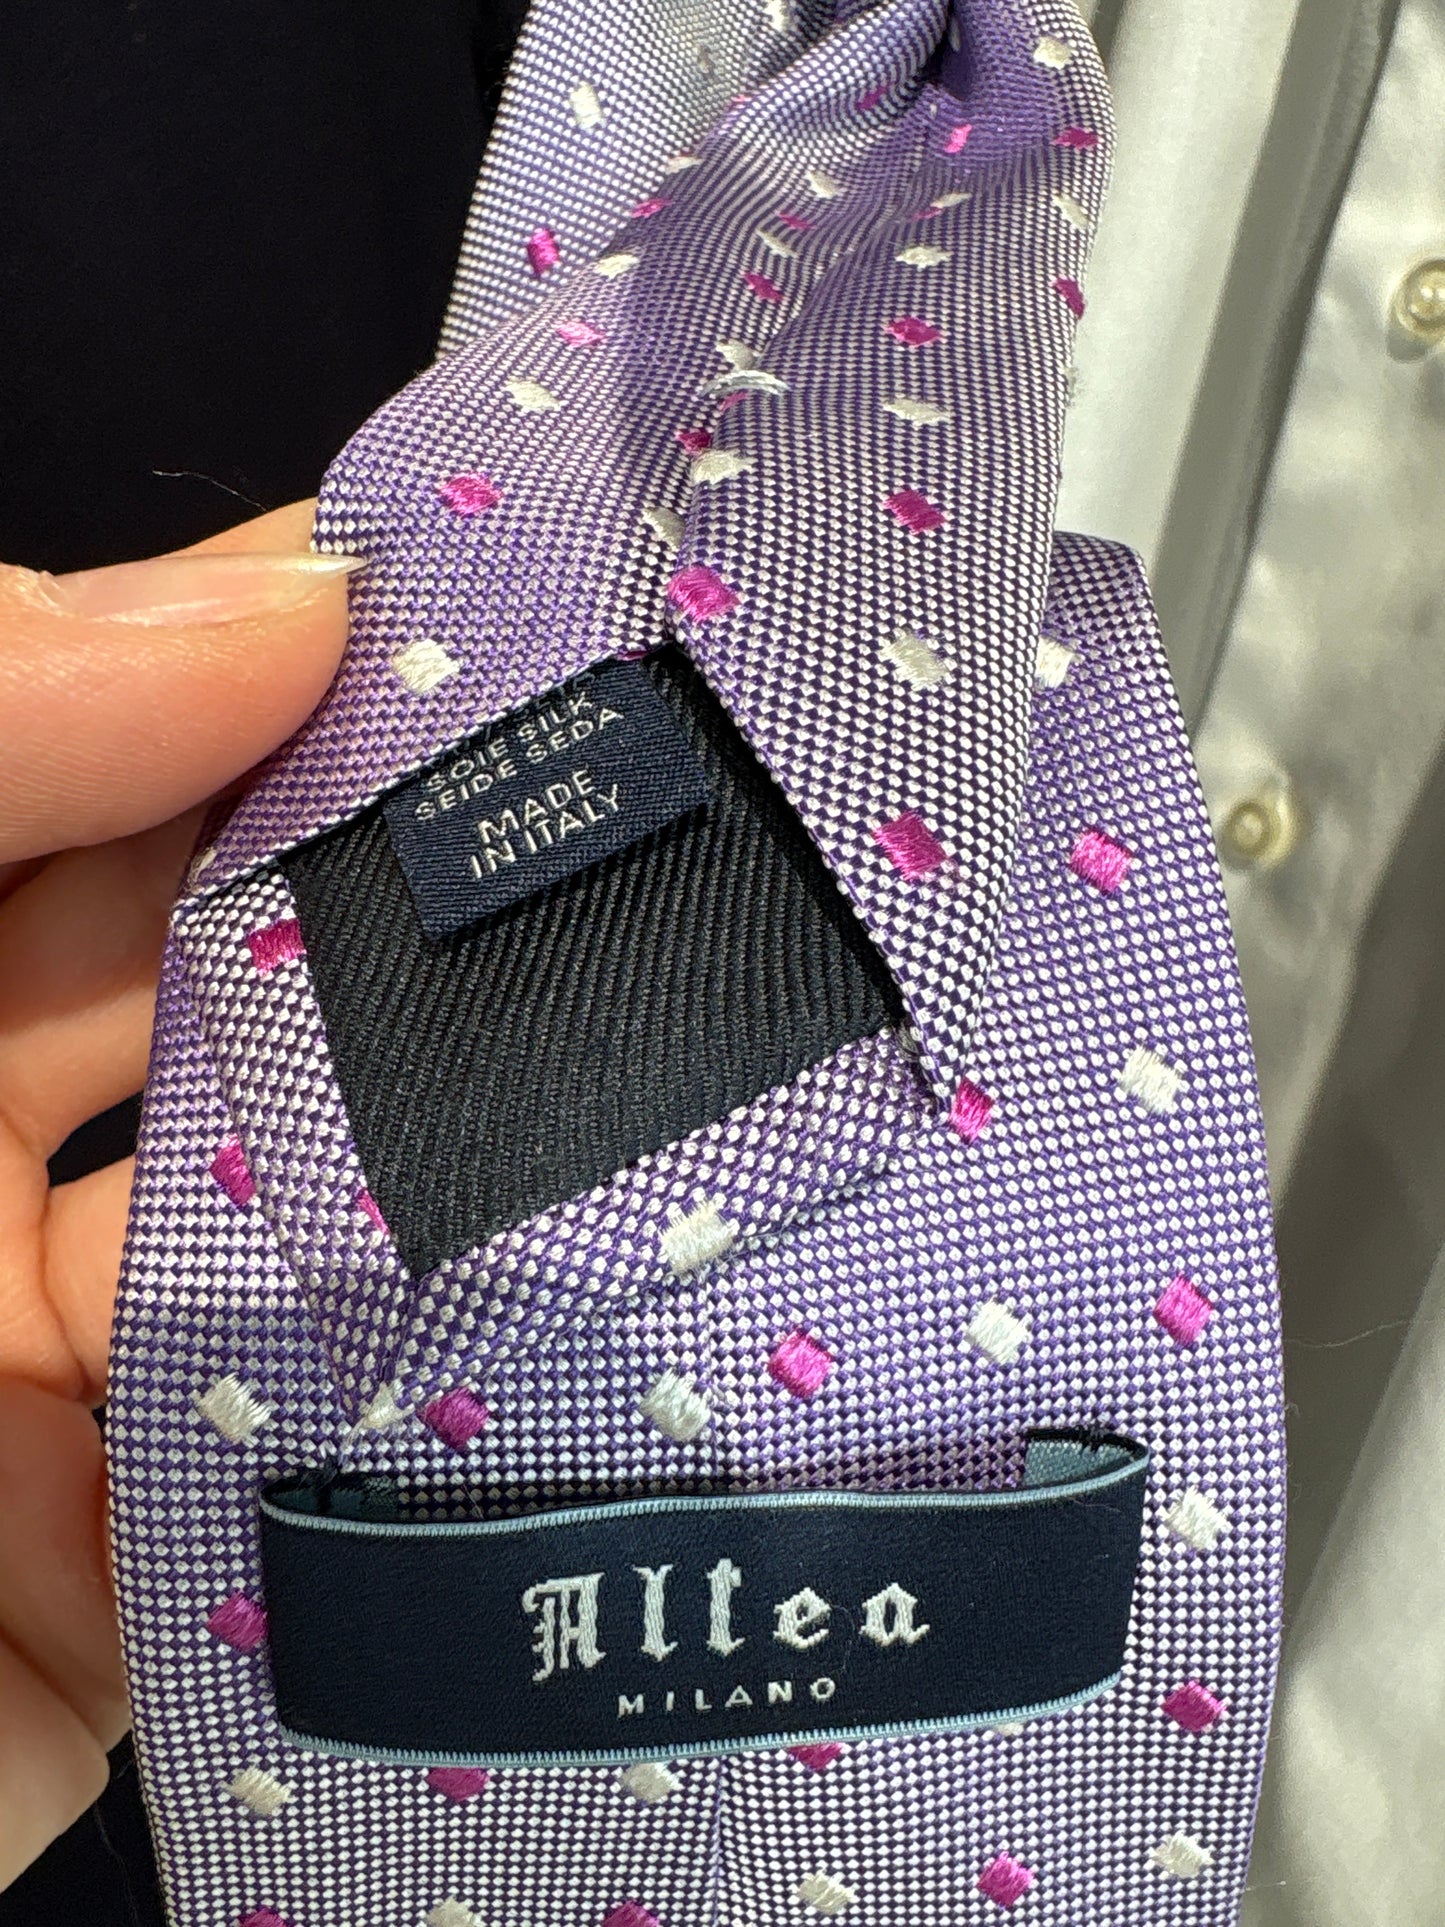 SOIE SILK
SEIDE SEDA
MADE
IN ITALY
Altea
MILANO